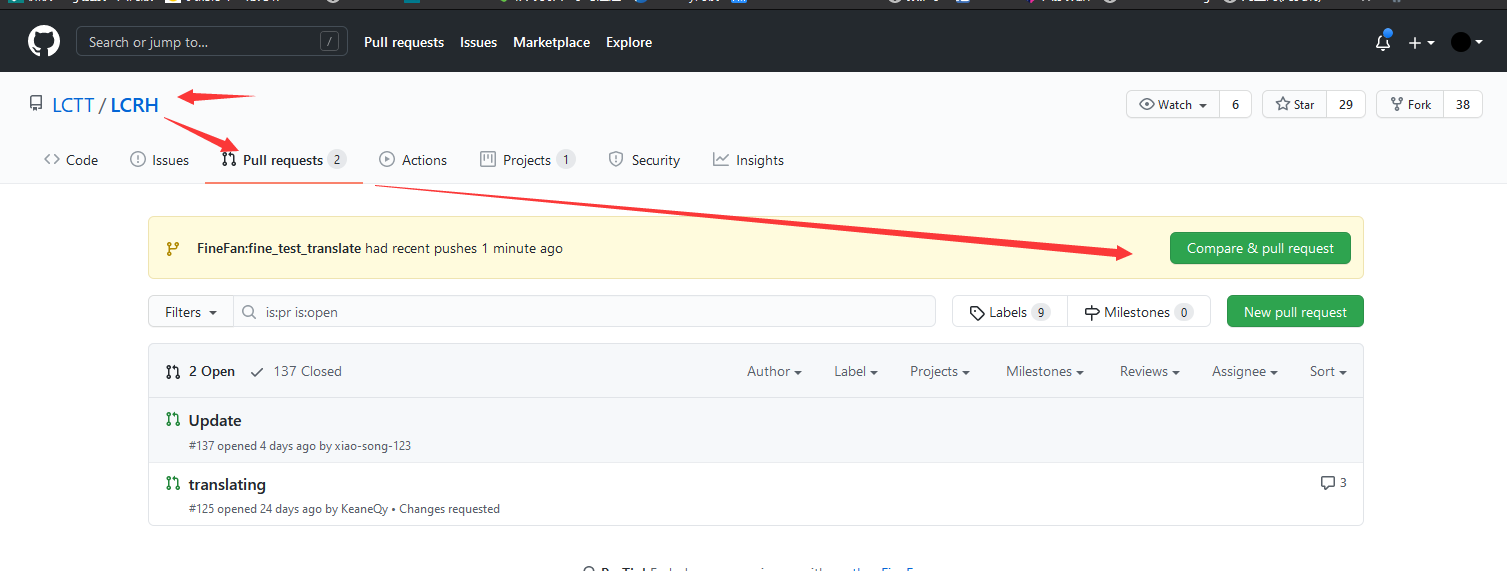 Search or jump to... /
Pull requests Issues Marketplace Explore
LCTT / LCRH
Watch 6 Star 29 Fork 38
Code Issues Pull requests 2 Actions Projects 1 Security Insights
FineFan:fine_test_translate had recent pushes 1 minute ago
Compare & pull request
Filters is:pr is:open
Labels 9 Milestones 0
New pull request
2 Open 137 Closed
Author Label Projects Milestones Reviews Assignee Sort
Update
#137 opened 4 days ago by xiao-song-123
translating 3
#125 opened 24 days ago by KeaneQy • Changes requested